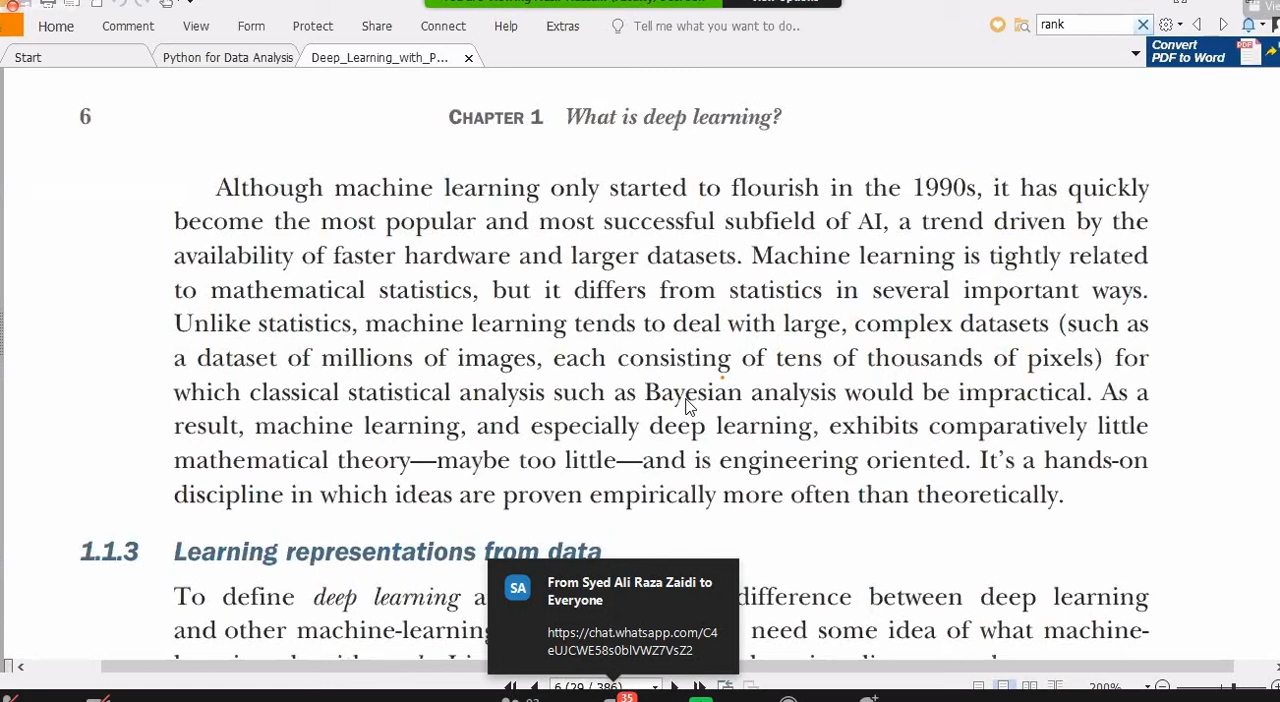 Home View Form Protect Share Connect Help Extras Tell me what you want to do.. rank
Start Python for Data Analysis Deep_Learning_with_P...
Convert
PDF to Word
6 CHAPTER 1 What is deep learning?
Although machine learning only started to flourish in the 1990s, it has quickly
become the most popular and most successful subfield of AI, a trend driven by the
availability of faster hardware and larger datasets. Machine learning is tightly related
to mathematical statistics, but it differs from statistics in several important ways.
Unlike statistics, machine learning tends to deal with large, complex datasets (such as
a dataset of millions of images, each consisting of tens of thousands of pixels) for
which classical statistical analysis such as Bayesian analysis would be impractical. As a
result, machine learning, and especially deep learning, exhibits comparatively little
mathematical theory—maybe too little—and is engineering oriented. It's a hands-on
discipline in which ideas are proven empirically more often than theoretically.
1.1.3 Learning representations from data
From Syed Ali Raza Zaidi to
Everyone
https://chat.whatsapp.com/C4
eUJCWE58s0blVWZ7VsZ2
To define deep learning difference between deep learning
and other machine-learning need some idea of what machine-
6 (29 / 386) 200%
35